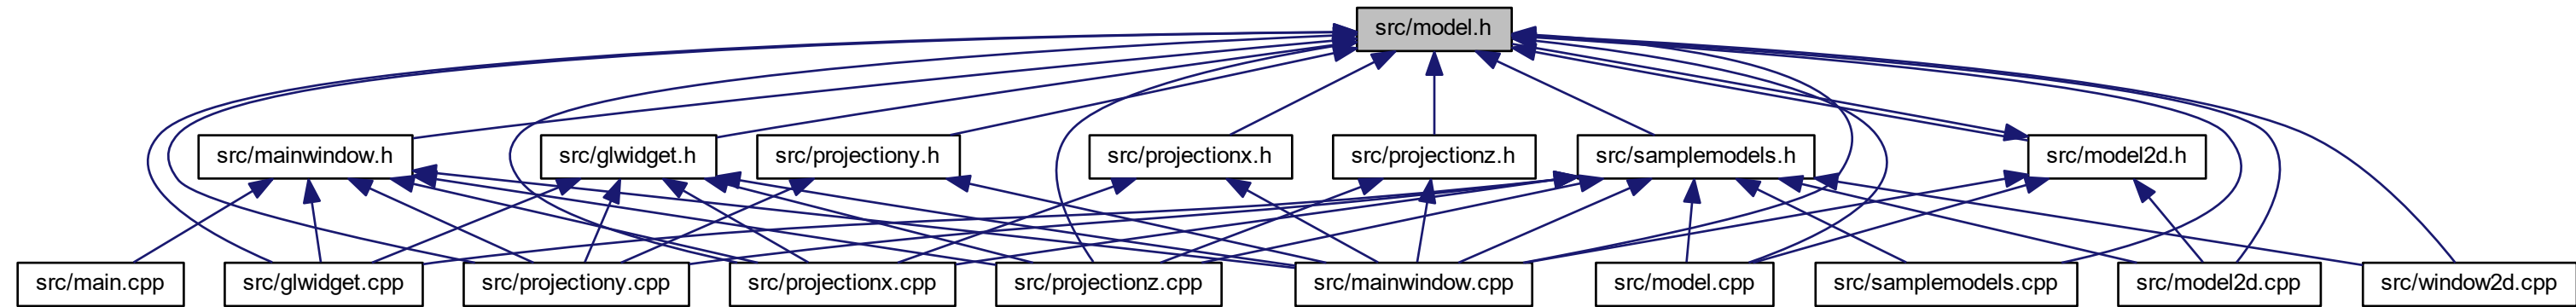 src/model.h
src/mainwindow.h
src/glwidget.h
src/projectiony.h
src/projectionx.h
src/projectionz.h
src/samplemodels.h
src/model2d.h
src/main.cpp
src/glwidget.cpp
src/projectiony.cpp
src/projectionx.cpp
src/projectionz.cpp
src/mainwindow.cpp
src/model.cpp
src/samplemodels.cpp
src/model2d.cpp
src/window2d.cpp